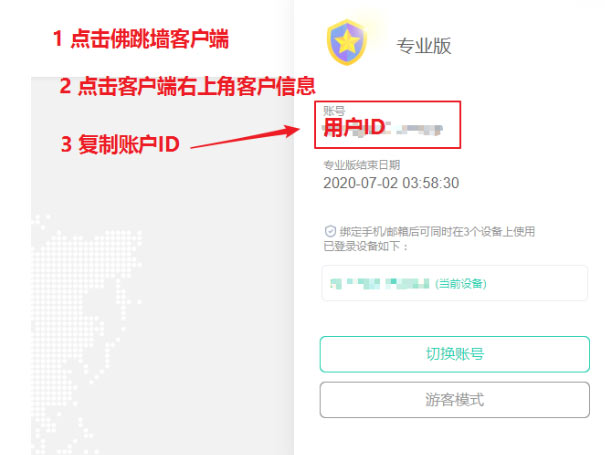 1 点击佛跳墙客户端
2 点击客户端右上角客户信息
3 复制账户ID
专业版
账号
用户ID
专业版结束日期
2020-07-02 03:58:30
绑定手机/邮箱后可同时在3个设备上使用
已登录设备如下：
(当前设备)
切换账号
游客模式